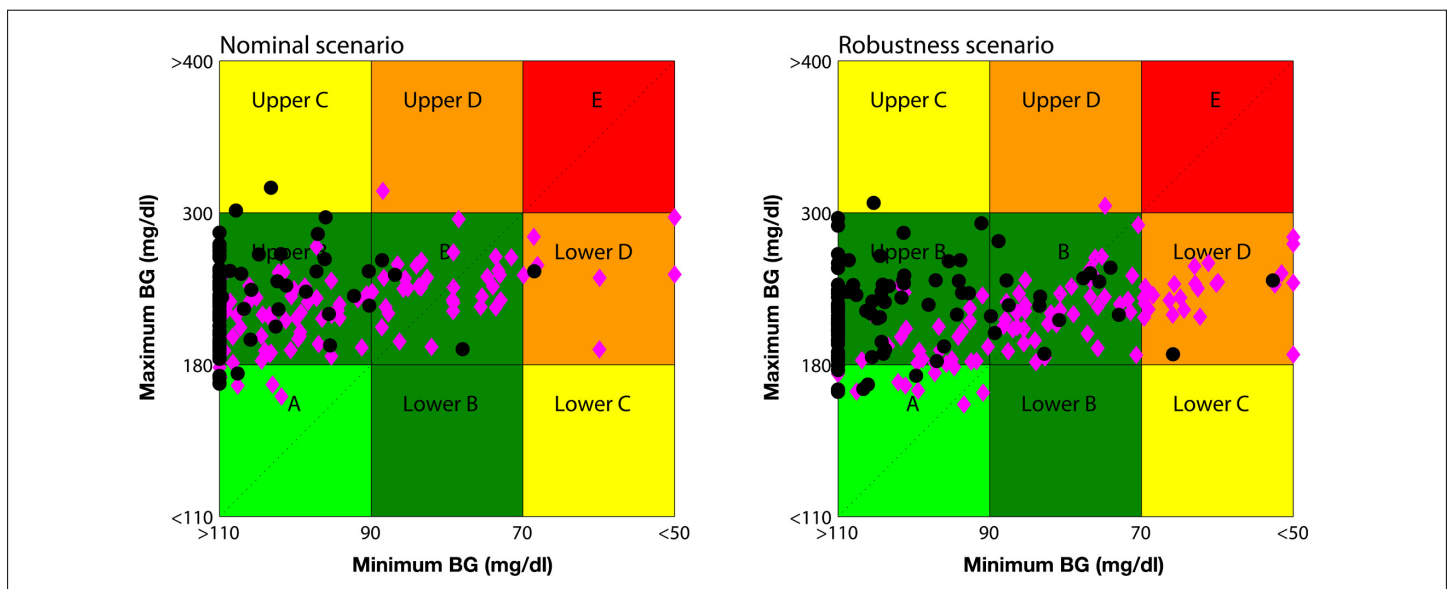 Nominal scenario
>400
300
180
<110
Maximum BG (mg/dl)
Upper C
Upper D
E
Upper
B
Lower D
A
Lower B
Lower C
>110
90
70
<50
Minimum BG (mg/dl)
Robustness scenario
>400
300
180
<110
Maximum BG (mg/dl)
Upper C
Upper D
E
Upper B
B
Lower D
A
Lower B
Lower C
>110
90
70
<50
Minimum BG (mg/dl)